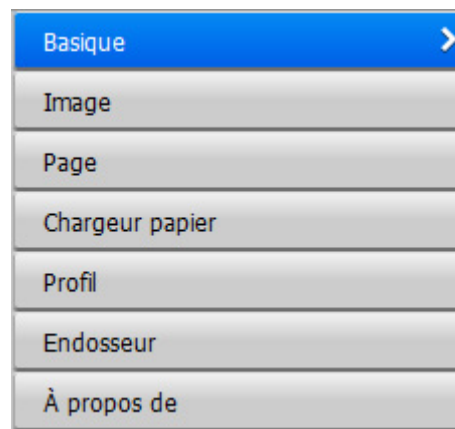 Basique
Image
Page
Chargeur papier
Profil
Endosseur
À propos de